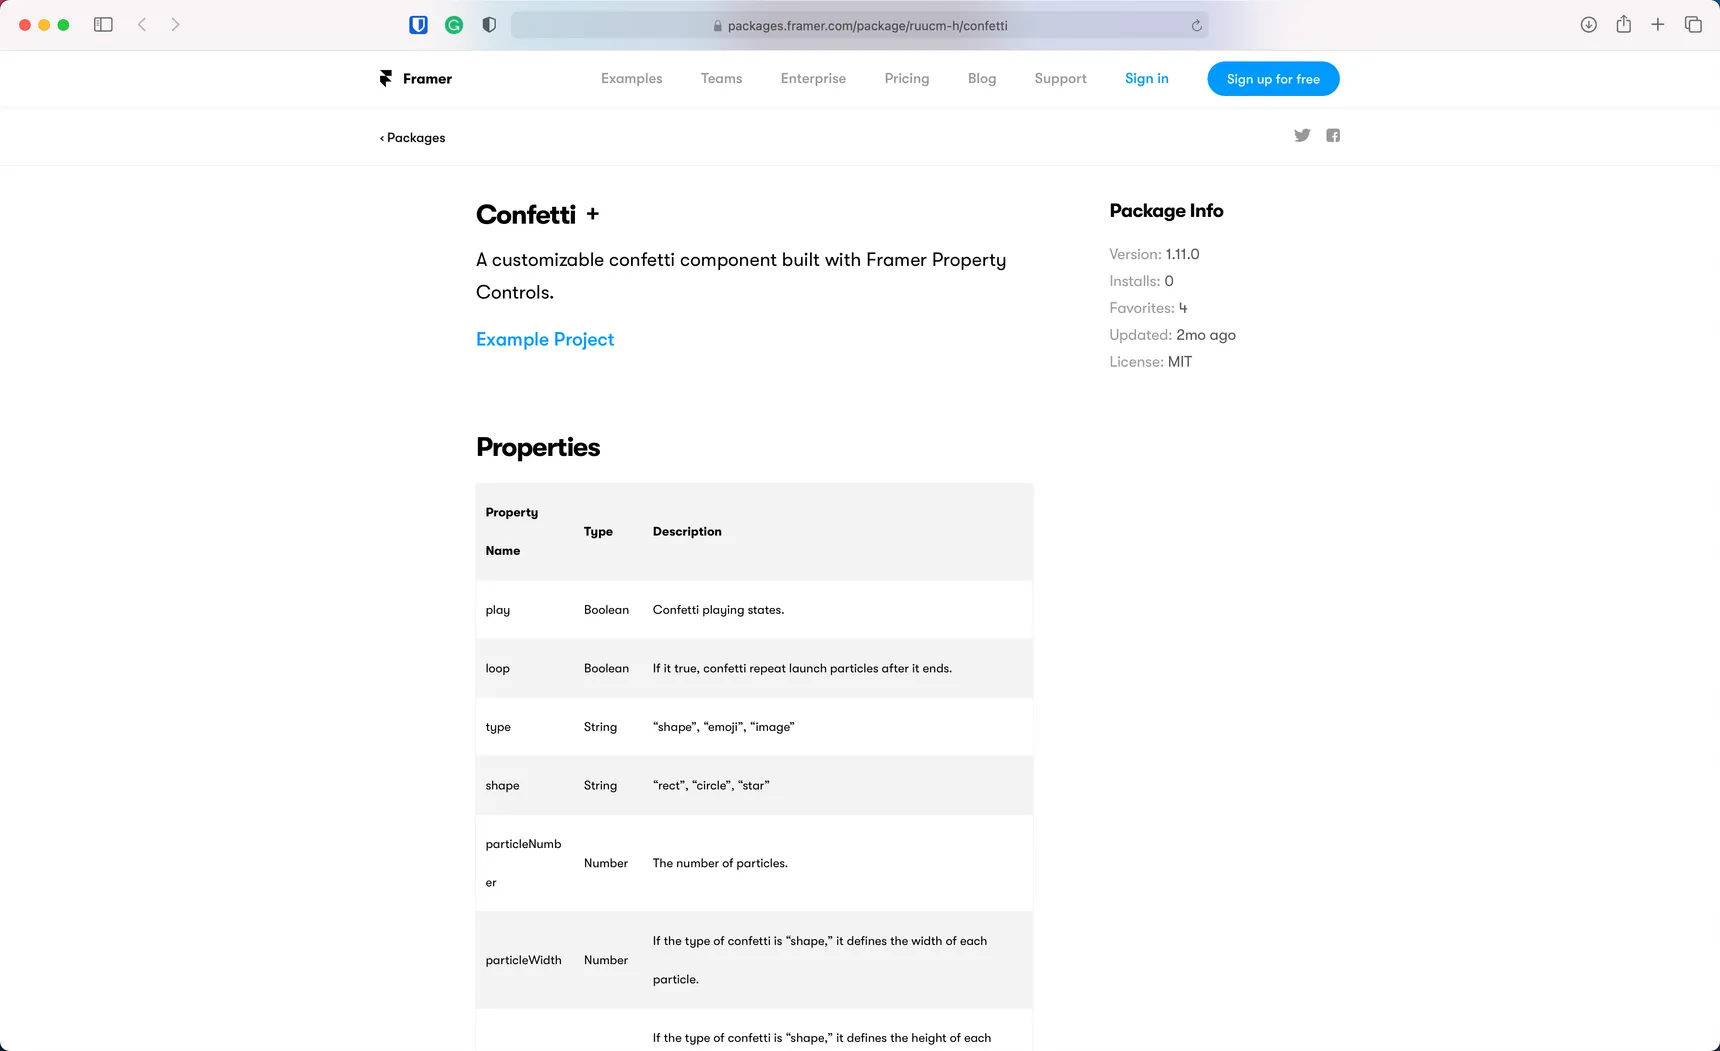 packages.framer.com/package/ruucm-h/confetti
Framer
Examples
Teams
Enterprise
Pricing
Blog
Support
Sign in
Sign up for free
‹ Packages
Confetti +
A customizable confetti component built with Framer Property
Controls.
Example Project
Package Info
Version: 1.11.0
Installs: 0
Favorites: 4
Updated: 2mo ago
License: MIT
Properties
Property
Name
Type
Description
play
Boolean
Confetti playing states.
loop
Boolean
If it true, confetti repeat launch particles after it ends.
type
String
“shape”, “emoji”, “image”
shape
String
“rect”, “circle”, “star”
particleNumb
er
Number
The number of particles.
particleWidth
Number
If the type of confetti is “shape,” it defines the width of each
particle.
If the type of confetti is “shape,” it defines the height of each